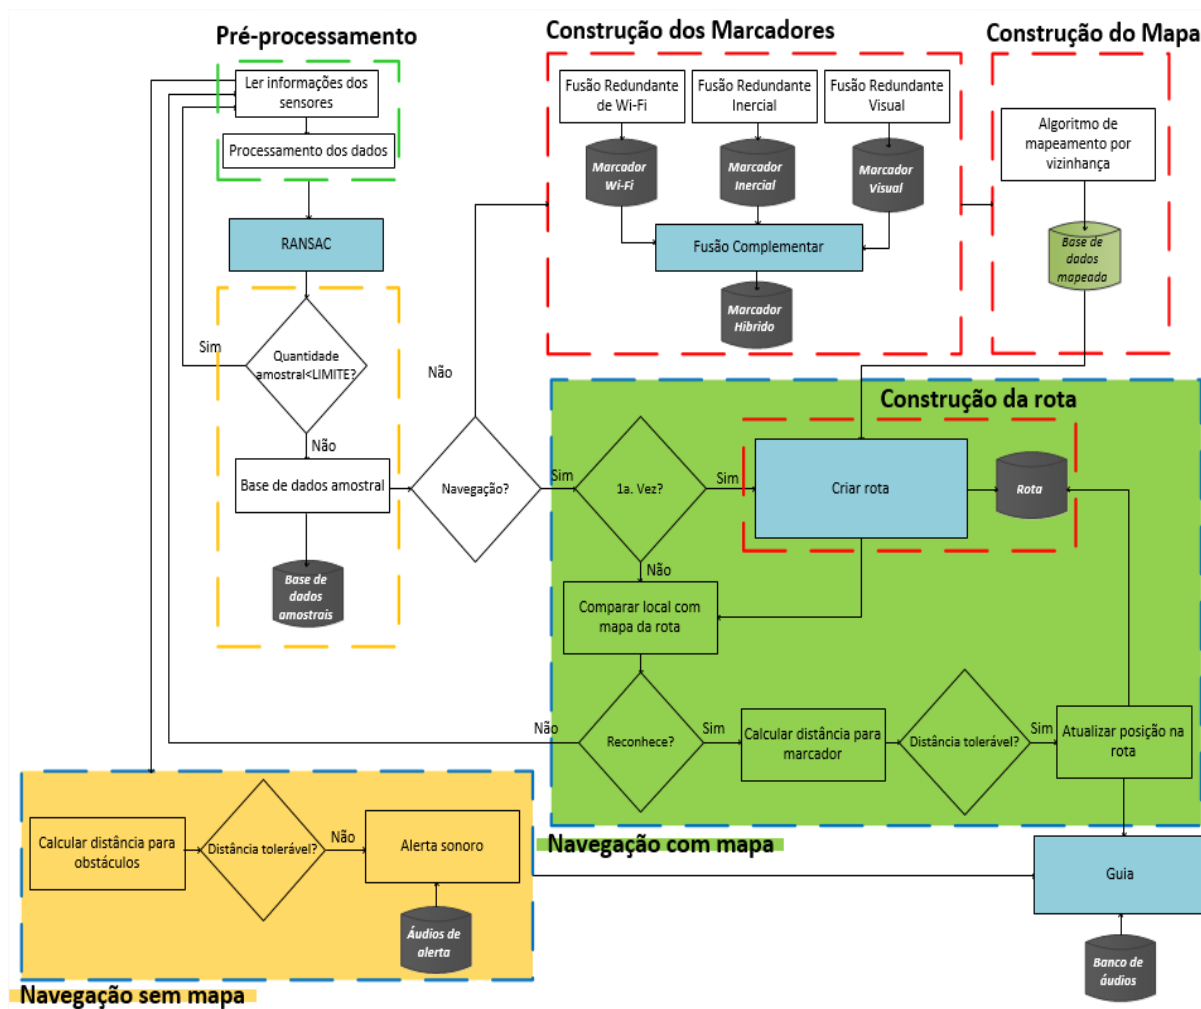 Pré-processamento
Ler informações dos
sensores
Processamento dos dados
RANSAC
Quantidade
amostral<LIMITE?
Sim
Não
Base de dados amostral
Base de
dados
amostrais
Navegação?
Não
Sim
Construção dos Marcadores
Fusão Redundante
de Wi-Fi
Fusão Redundante
Inercial
Fusão Redundante
Visual
Marcador
Wi-Fi
Marcador
Inercial
Marcador
Visual
Fusão Complementar
Marcador
Hibrido
Construção do Mapa
Algoritmo de
mapeamento por
vizinhança
Base de
dados
mapeada
Construção da rota
1a. Vez?
Sim
Não
Criar rota
Rota
Comparar local com
mapa da rota
Reconhece?
Não
Sim
Calcular distância para
marcador
Distância tolerável?
Sim
Atualizar posição na
rota
Navegação com mapa
Calcular distância para
obstáculos
Distância tolerável?
Não
Alerta sonoro
Áudios de
alerta
Navegação sem mapa
Guia
Banco de
áudios